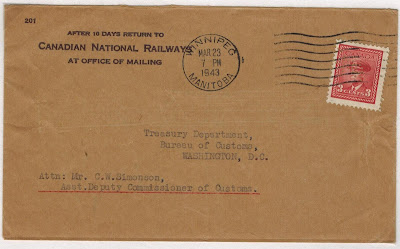 201
AFTER 10 DAYS RETURN TO
CANADIAN NATIONAL RAILWAYS
AT OFFICE OF MAILING
WINNIPEG
MAR 23
7 PM
1943
MANITOBA
3 3
Treasury Department,
Bureau of Customs,
WASHINGTON, D.C.
Attn: Mr. C.W.Simonson,
Asst.Deputy Commissioner of Customs.